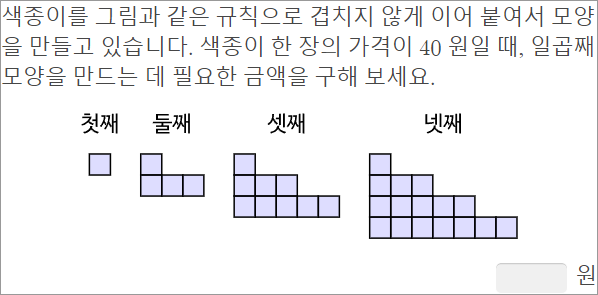 색종이를 그림과 같은 규칙으로 겹치지 않게 이어 붙여서 모양
을 만들고 있습니다. 색종이 한 장의 가격이 40 원일 때, 일곱째
모양을 만드는 데 필요한 금액을 구해 보세요.
첫째 둘째 셋째 넷째
원